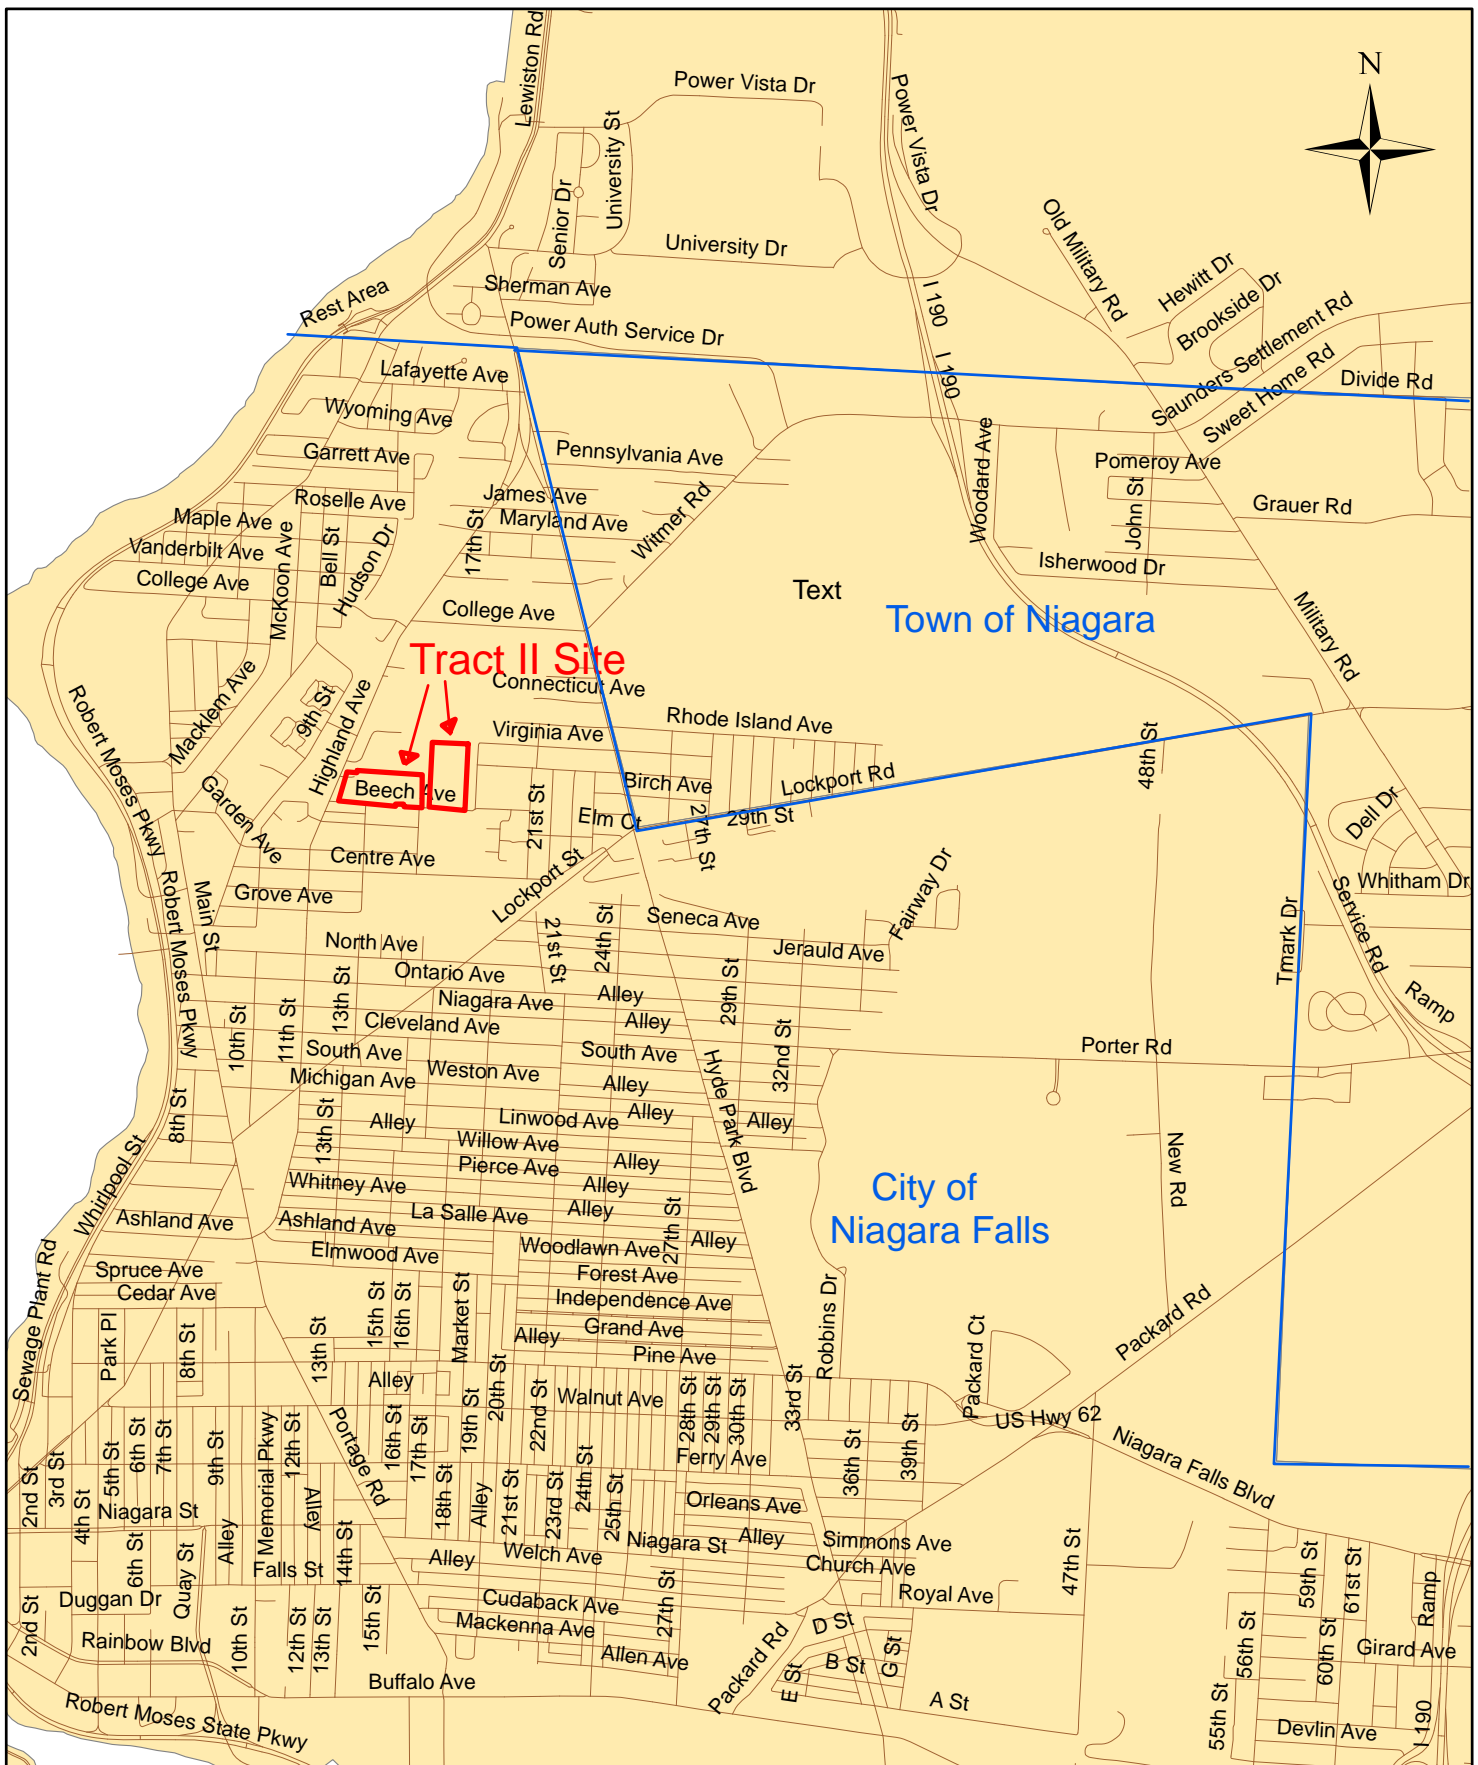 Lewiston Rd
Power Vista Dr
N
University St
Power Vista Dr
Senior Dr
University Dr
Old Military Rd
Hewitt Dr
Brookside Dr
Rest Area
Sherman Ave
I 190
Power Auth Service Dr
Saunders Settlement Rd
I 190
Sweet Home Rd
Divide Rd
Lafayette Ave
Wyoming Ave
Garrett Ave
Pennsylvania Ave
Woodard Ave
Pomeroy Ave
Roselle Ave
James Ave
Witmer Rd
John St
Grauer Rd
Maple Ave
Maryland Ave
Vanderbilt Ave
McKoon Ave
Bell St
Hudson Dr
17th St
Isherwood Dr
College Ave
Text
College Ave
Town of Niagara
Military Rd
Tract II Site
Connecticut Ave
Macklem Ave
9th St
Highland Ave
Robert Moses Pkwy
Virginia Ave
Rhode Island Ave
48th St
Beech Ave
Birch Ave
Lockport Rd
Garden Ave
21st St
Elm Ct
27th St
29th St
Dell Dr
Centre Ave
Lockport St
Whitham Dr
Grove Ave
Fairway Dr
Robert Moses Pkwy
Main St
Seneca Ave
Tmark Dr
Service Rd
North Ave
21st St
24th St
Jerauld Ave
Ontario Ave
Ramp
Niagara Ave
Alley
29th St
13th St
Cleveland Ave
Alley
10th St
11th St
South Ave
South Ave
32nd St
Porter Rd
Michigan Ave
Weston Ave
Alley
Hyde Park Blvd
8th St
13th St
Alley
Linwood Ave
Alley
Alley
Willow Ave
Pierce Ave
Alley
New Rd
Whirlpool St
Whitney Ave
Alley
City of
Niagara Falls
Ashland Ave
Ashland Ave
La Salle Ave
Alley
27th St
Alley
Elmwood Ave
Woodlawn Ave
Sewage Plant Rd
Spruce Ave
Forest Ave
Cedar Ave
15th St
16th St
Market St
Independence Ave
Robbins Dr
Packard Rd
Park Pl
8th St
13th St
Alley
Grand Ave
Pine Ave
Packard Ct
Alley
20th St
Walnut Ave
33rd St
US Hwy 62
Portage Rd
16th St
17th St
19th St
22nd St
28th St
29th St
30th St
39th St
Niagara Falls Blvd
2nd St
3rd St
5th St
6th St
7th St
9th St
Memorial Pkwy
12th St
Ferry Ave
36th St
4th St
Niagara St
Alley
18th St
Alley
21st St
23rd St
24th St
25th St
Orleans Ave
Niagara St
Alley
Simmons Ave
6th St
Quay St
Alley
Falls St
14th St
Alley
Welch Ave
Church Ave
47th St
59th St
61st St
Ramp
2nd St
Duggan Dr
15th St
Cudaback Ave
27th St
Royal Ave
Rainbow Blvd
10th St
12th St
13th St
Mackenna Ave
Packard Rd
D St
56th St
60th St
Girard Ave
Allen Ave
B St
G St
Buffalo Ave
E St
A St
Robert Moses State Pkwy
55th St
Devlin Ave
I 190